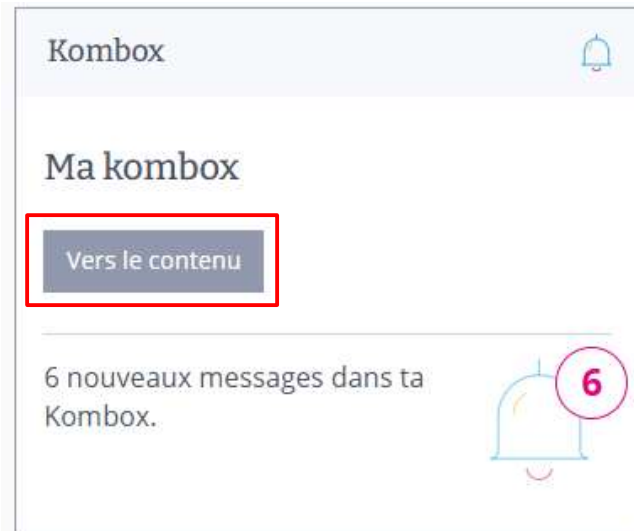 Kombox
Ma kombox
Vers le contenu
6 nouveaux messages dans ta
Kombox.
6